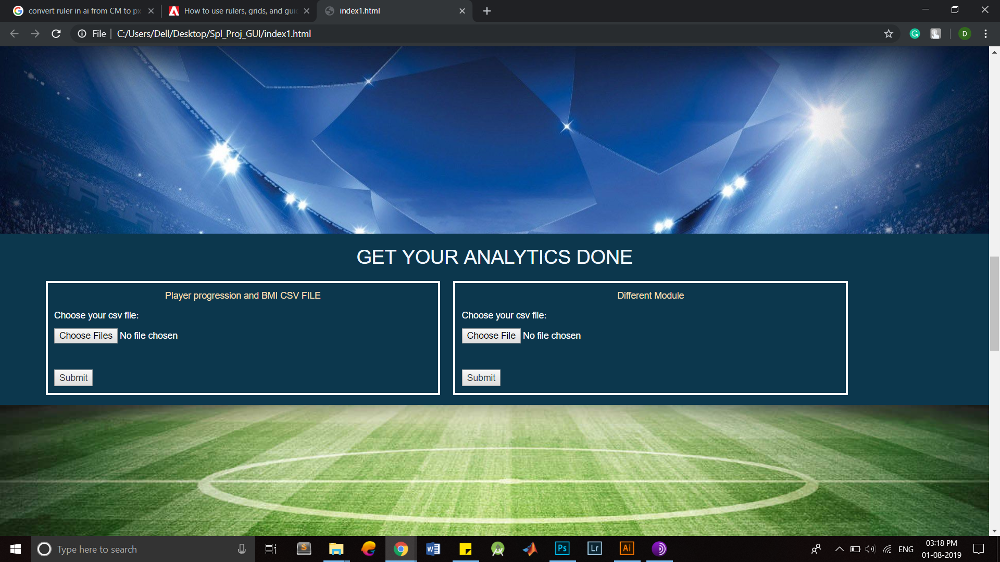 convert ruler in ai from CM to px
How to use rulers, grids, and gui
index1.html
File
C:/Users/Dell/Desktop/Spl_Proj_GUI/index1.html
D
GET YOUR ANALYTICS DONE
Player progression and BMI CSV FILE
Choose your csv file:
Choose Files No file chosen
Submit
Different Module
Choose your csv file:
Choose File No file chosen
Submit
Type here to search
S
W
Ps
Lr
Ai
ENG
03:18 PM
01-08-2019